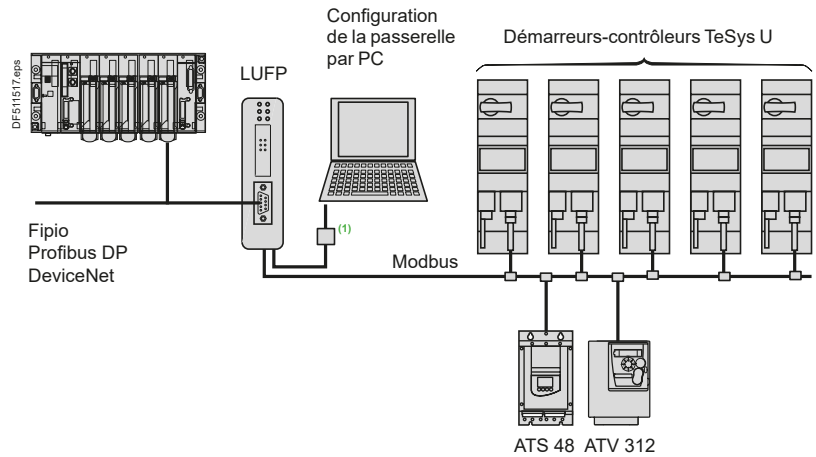 DF511517.eps
LUFP
Configuration
de la passerelle
par PC
Démarreurs-contrôleurs TeSys U
(1)
Fipio
Profibus DP
DeviceNet
Modbus
ATS 48
ATV 312